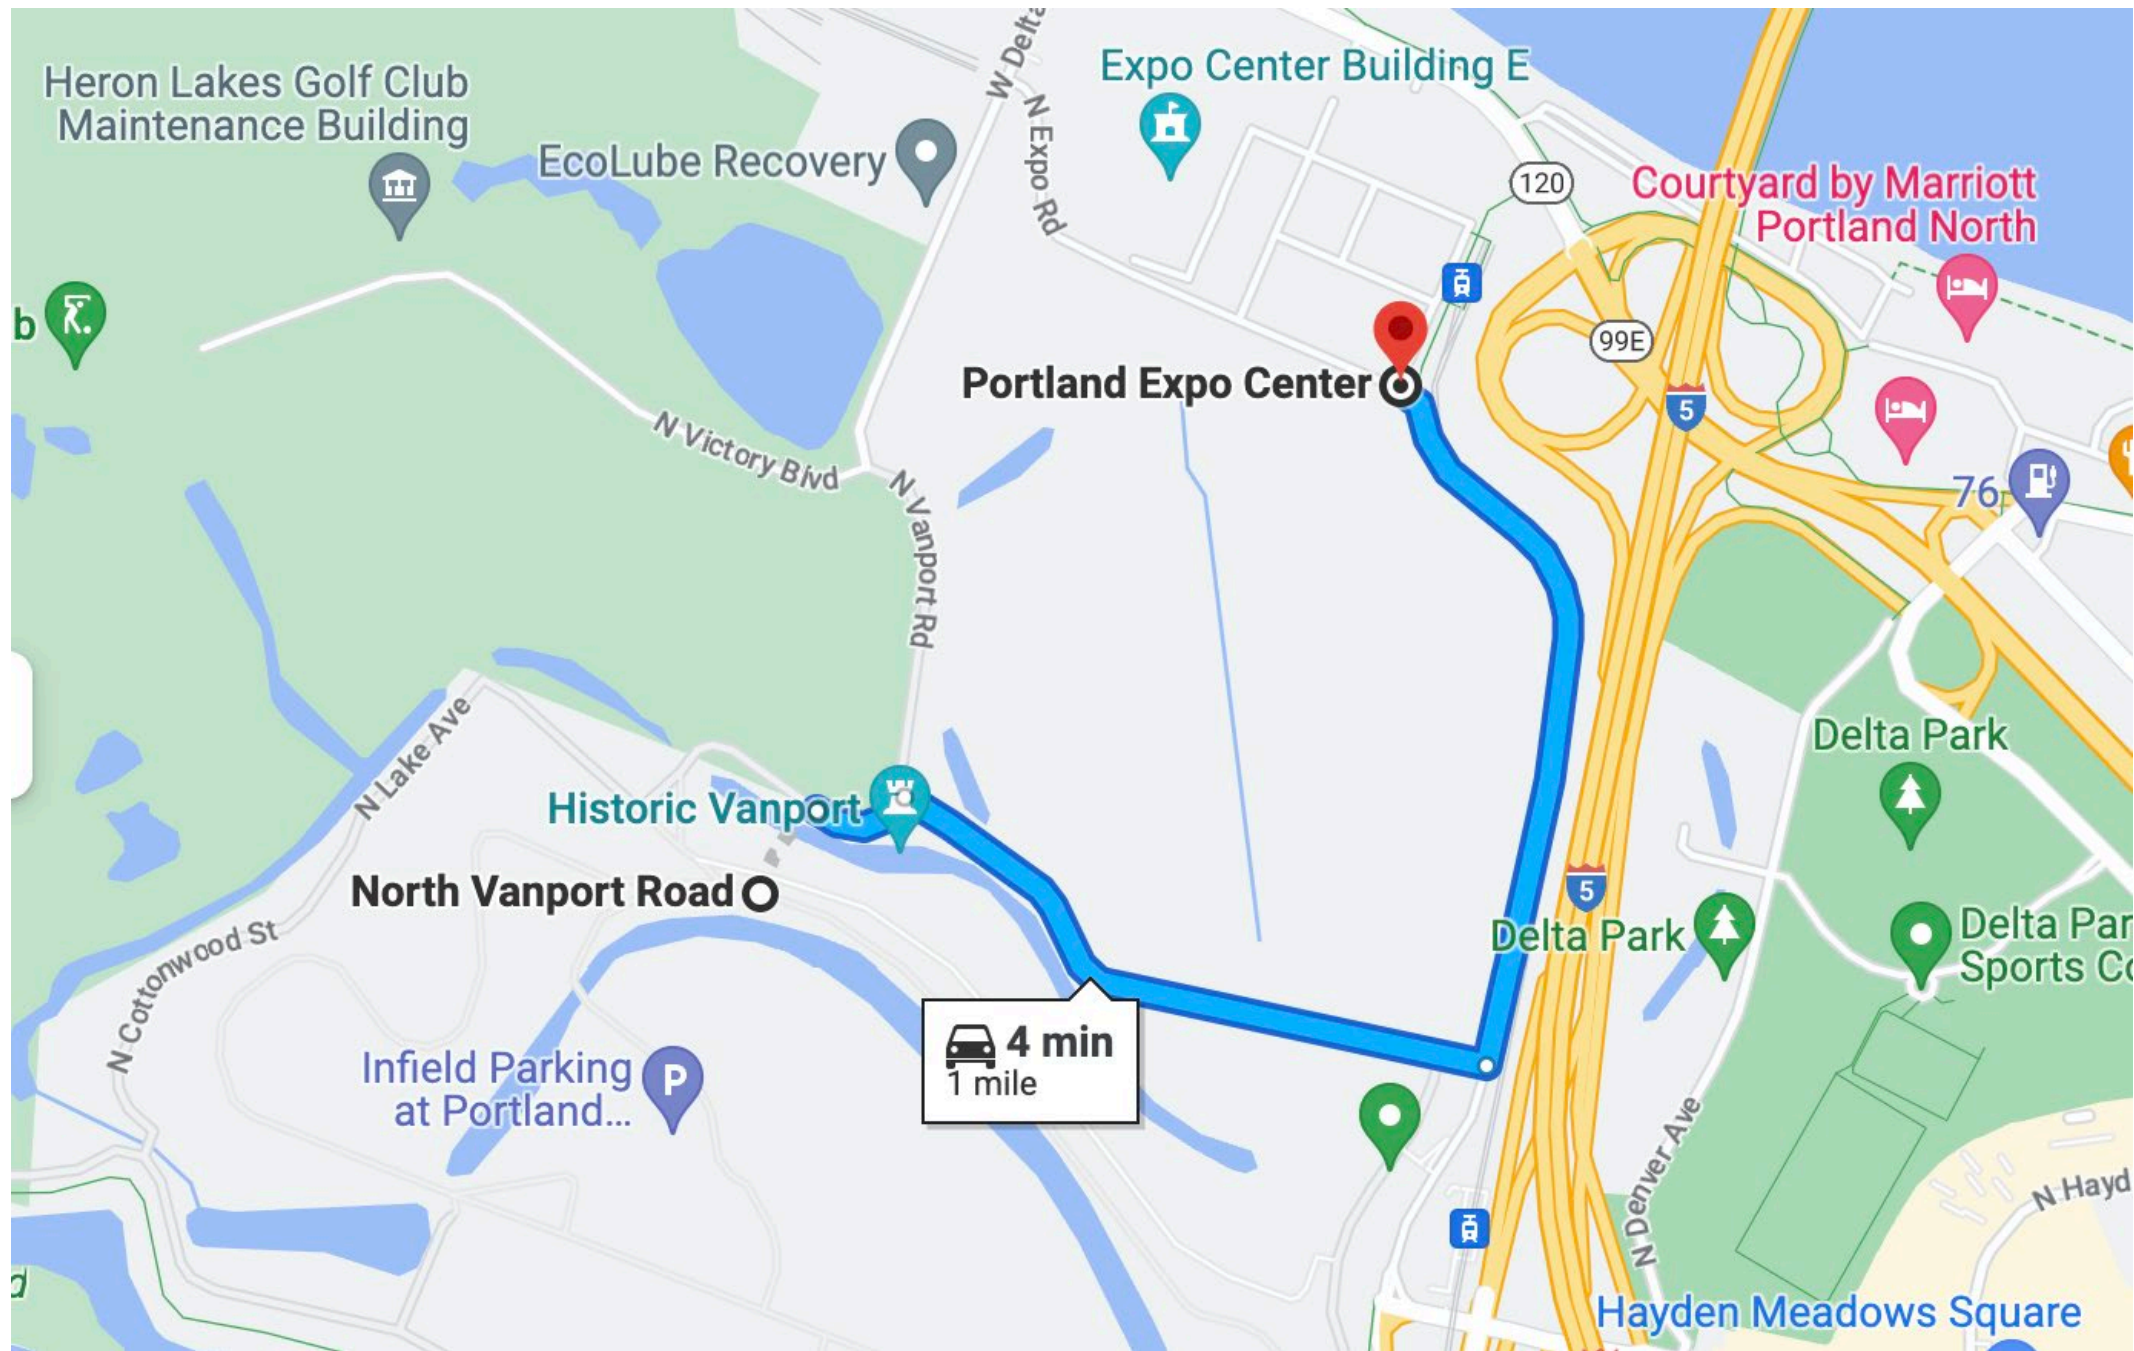 W Delta
Expo Center Building E
Heron Lakes Golf Club
Maintenance Building
EcoLube Recovery
N Expo Rd
120
Courtyard by Marriott
Portland North
b
99E
Portland Expo Center
5
N Victory Blvd
N Vanport Rd
76
N Lake Ave
Delta Park
Historic Vanport
North Vanport Road
5
Delta Park
Delta Par
Sports Co
N Cottonwood St
4 min
1 mile
Infield Parking
at Portland...
P
N Denver Ave
N Hayd
d
Hayden Meadows Square